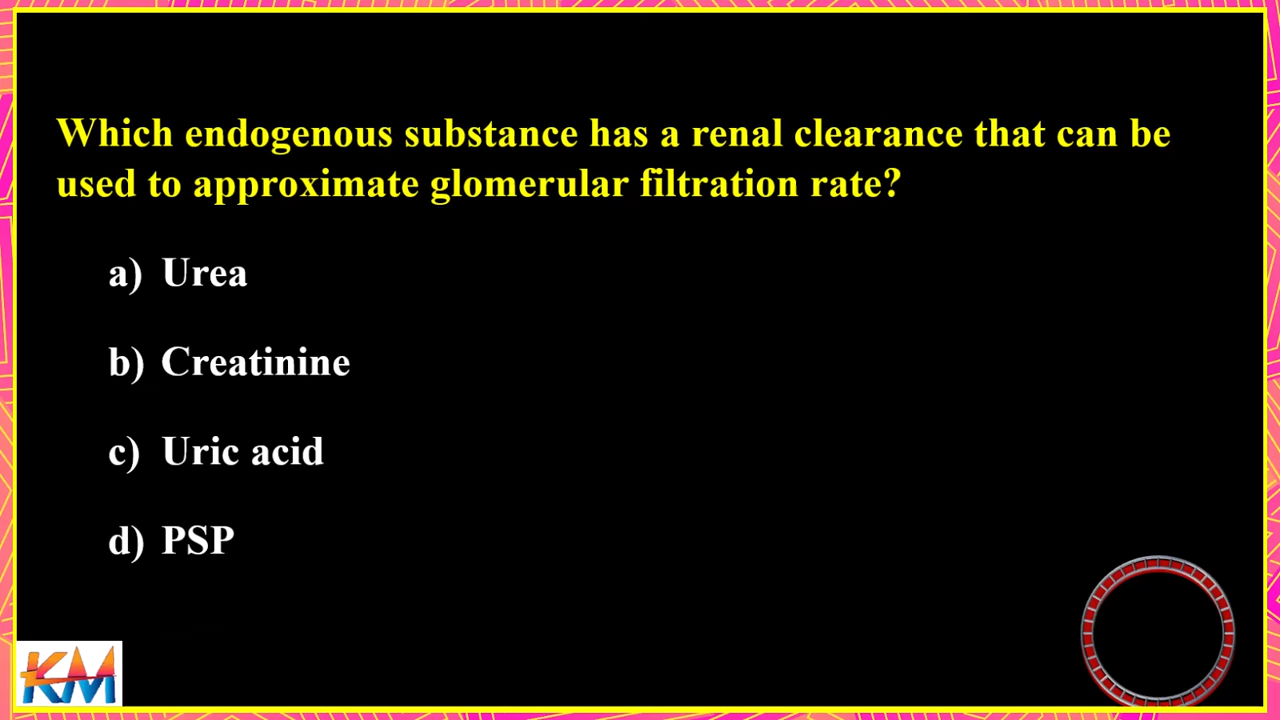 Which endogenous substance has a renal clearance that can be
used to approximate glomerular filtration rate?
a) Urea
b) Creatinine
c) Uric acid
d) PSP
KM